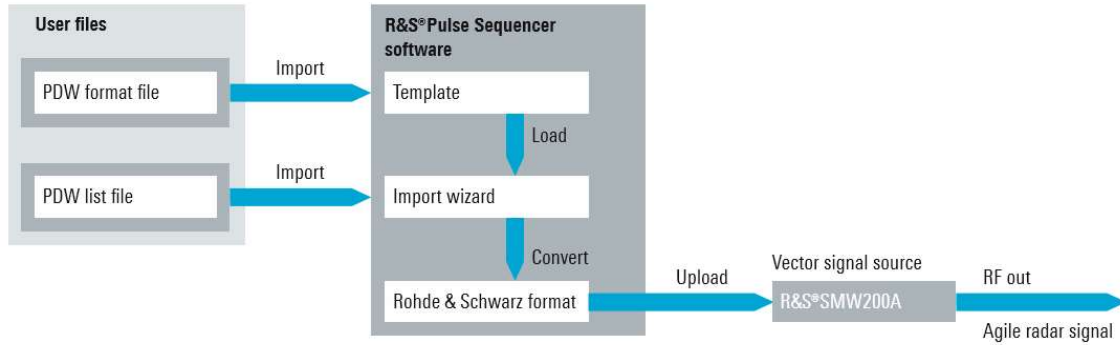 User files
R&S®Pulse Sequencer
software
PDW format file
Import
Template
Load
PDW list file
Import
Import wizard
Convert
Rohde & Schwarz format
Upload
Vector signal source
R&S®SMW200A
RF out
Agile radar signal